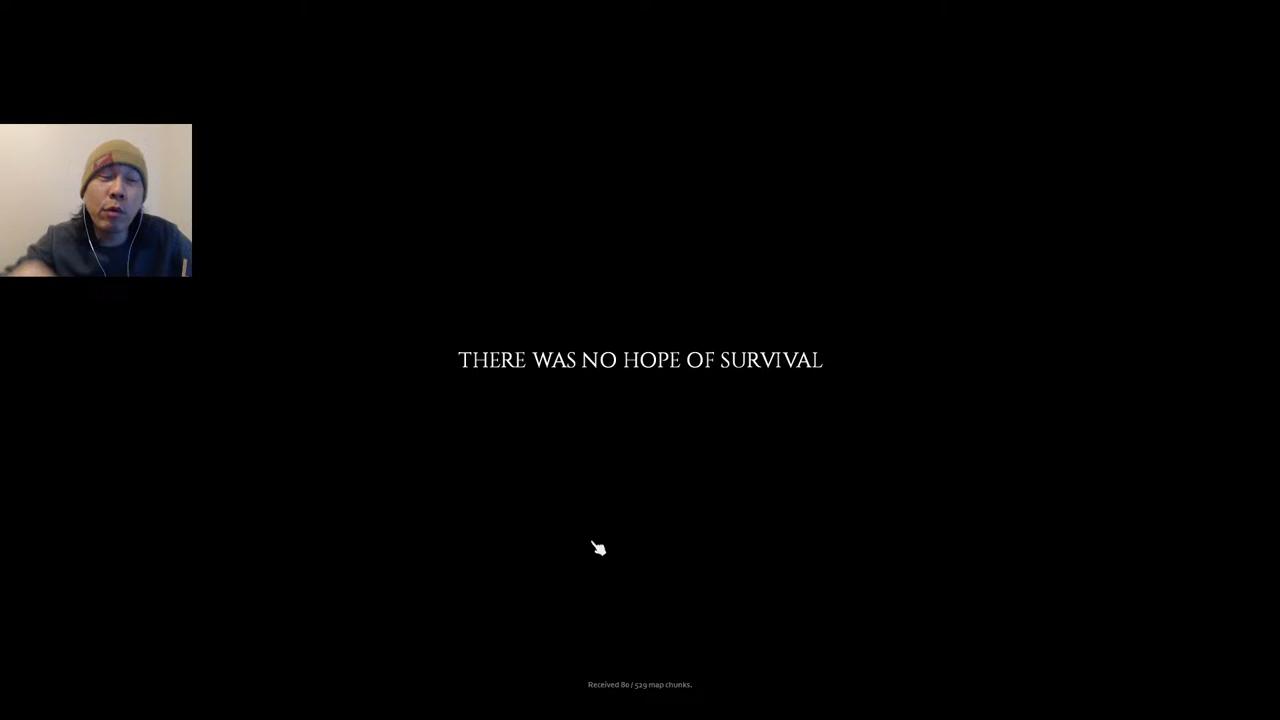 THERE WAS NO HOPE OF SURVIVAL
Received 80 / 529 map chunks.